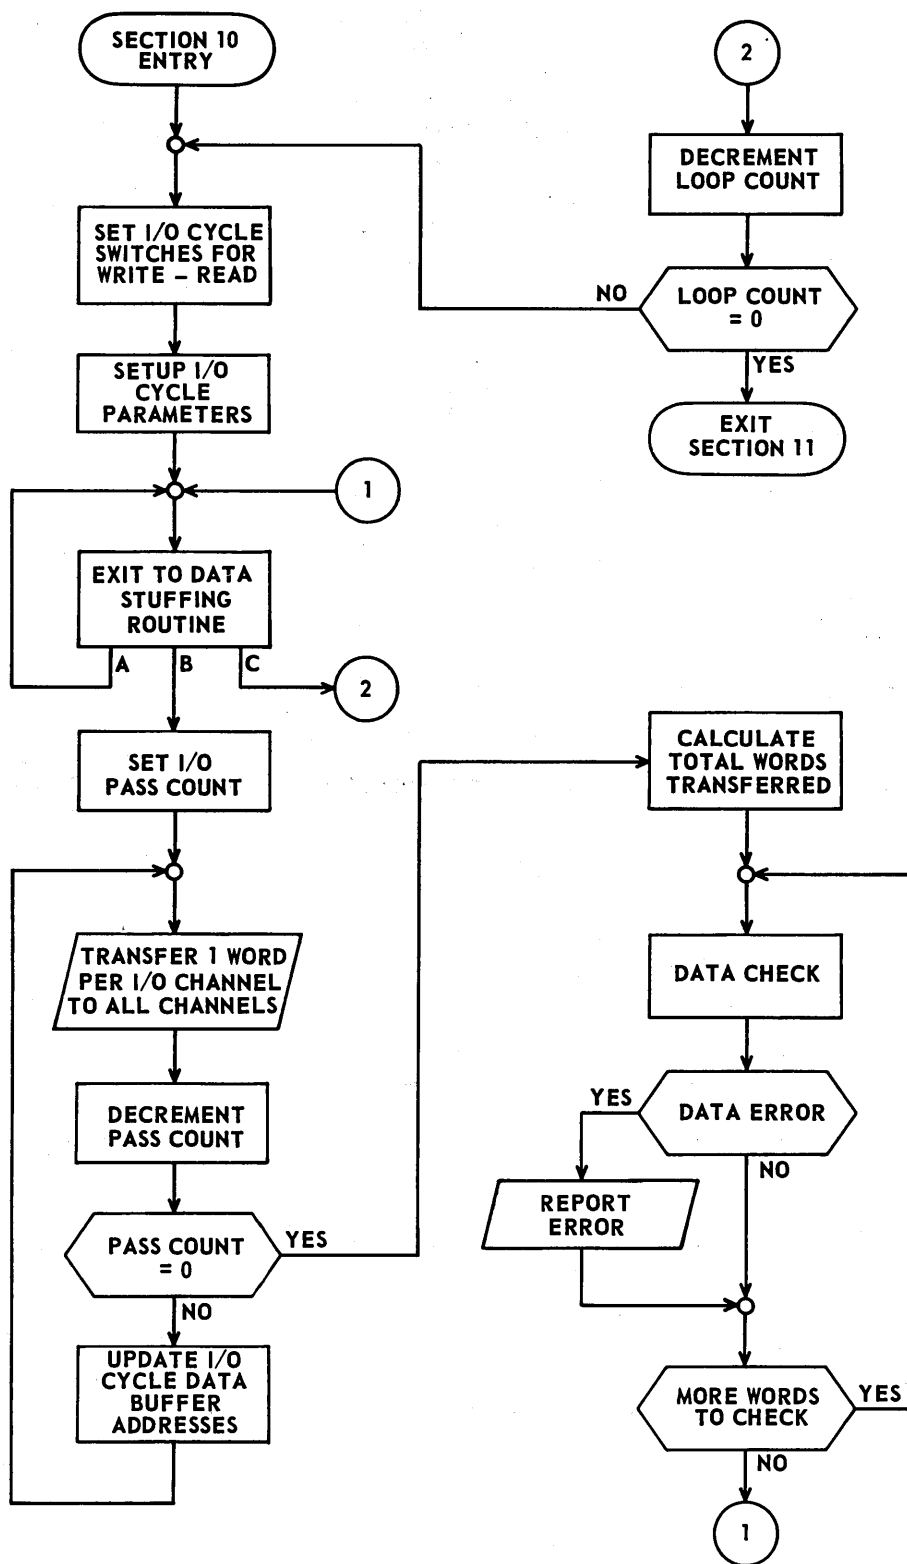 SECTION 10
ENTRY
SET I/O CYCLE
SWITCHES FOR
WRITE – READ
SETUP I/O
CYCLE
PARAMETERS
1
EXIT TO DATA
STUFFING
ROUTINE
A B C
2
SET I/O
PASS COUNT
TRANSFER 1 WORD
PER I/O CHANNEL
TO ALL CHANNELS
DECREMENT
PASS COUNT
PASS COUNT
= 0
YES
NO
UPDATE I/O
CYCLE DATA
BUFFER
ADDRESSES
2
DECREMENT
LOOP COUNT
LOOP COUNT
= 0
NO
YES
EXIT
SECTION 11
CALCULATE
TOTAL WORDS
TRANSFERRED
DATA CHECK
DATA ERROR
YES
NO
REPORT
ERROR
MORE WORDS
TO CHECK
YES
NO
1